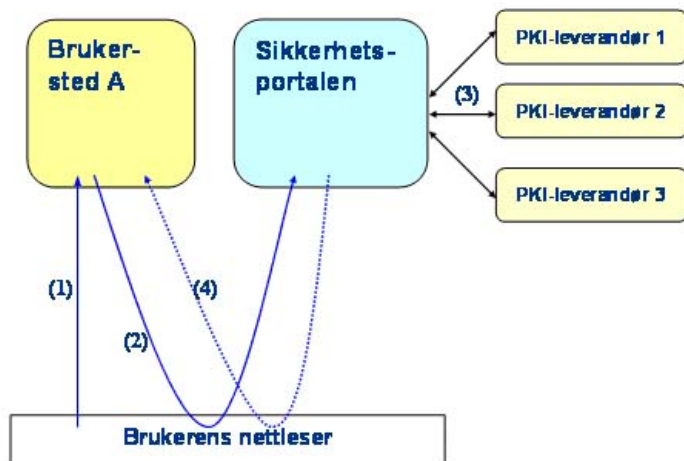 Bruker-
sted A
Sikkerhets-
portalen
PKI-leverandør 1
(3)
PKI-leverandør 2
PKI-leverandør 3
(1)
(4)
(2)
Brukerens nettleser